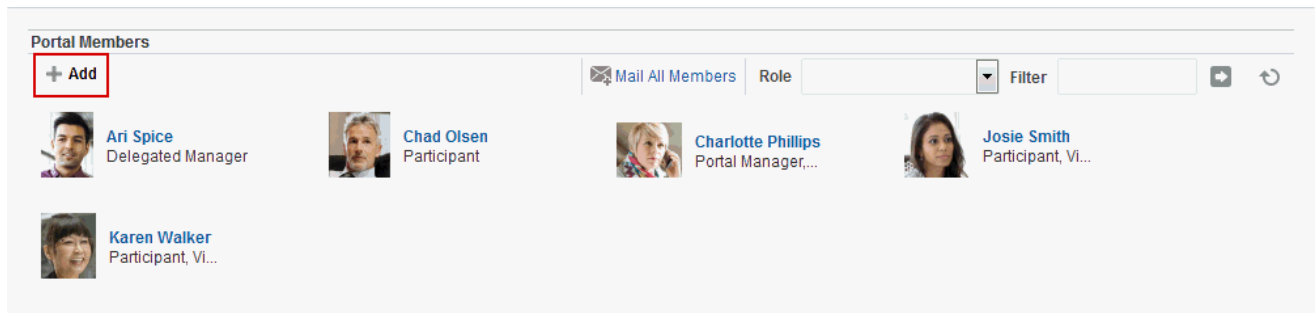 Portal Members
Add
Mail All Members
Role
Filter
Ari Spice
Delegated Manager
Chad Olsen
Participant
Charlotte Phillips
Portal Manager,...
Josie Smith
Participant, Vi...
Karen Walker
Participant, Vi...